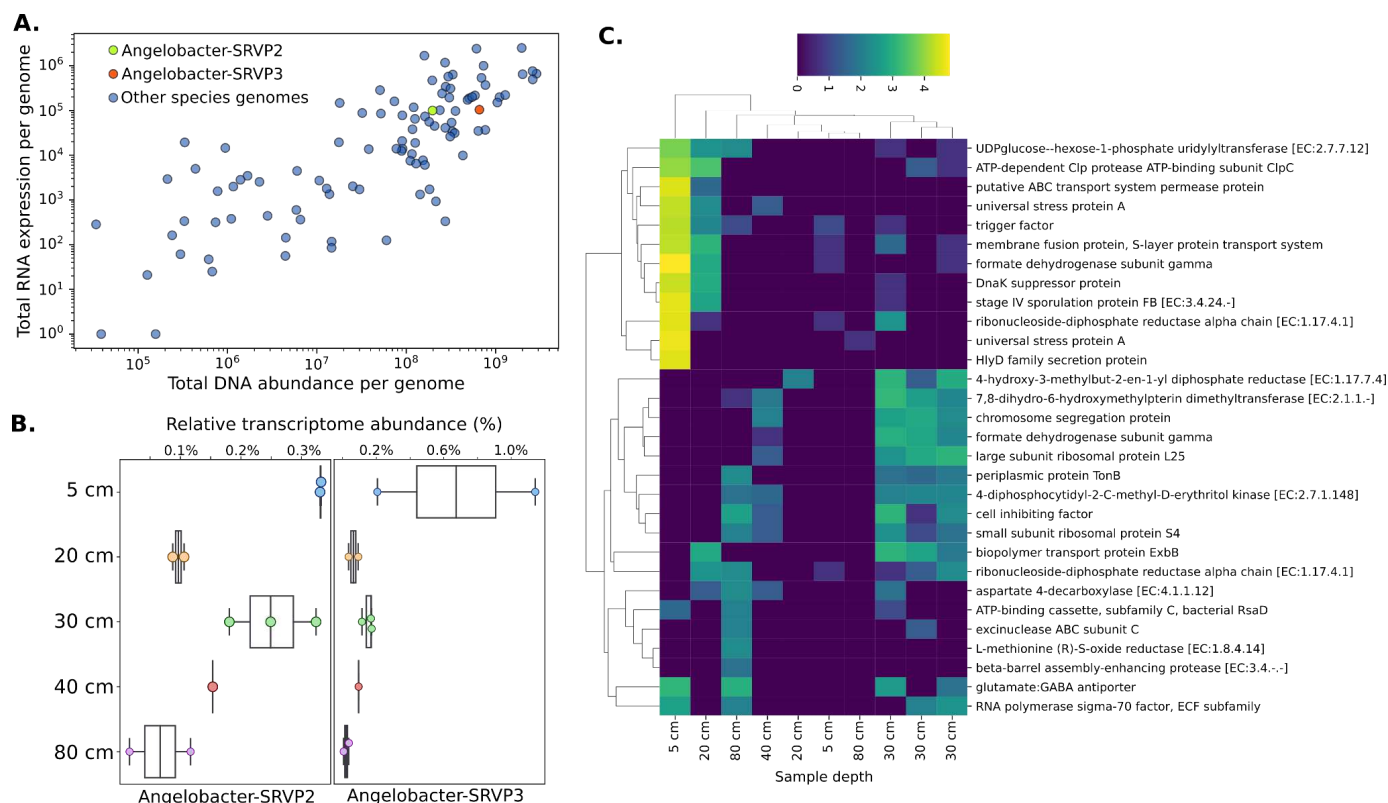 A.
Angelobacter-SRVP2
Angelobacter-SRVP3
Other species genomes
Total RNA expression per genome
10^6
10^5
10^4
10^3
10^2
10^1
10^0
10^5
10^6
10^7
10^8
10^9
Total DNA abundance per genome
B.
Relative transcriptome abundance (%)
0.1%
0.2%
0.3%
0.2%
0.6%
1.0%
5 cm
20 cm
30 cm
40 cm
80 cm
Angelobacter-SRVP2
Angelobacter-SRVP3
C.
0
1
2
3
4
UDPglucose--hexose-1-phosphate uridylyltransferase [EC:2.7.7.12]
ATP-dependent Clp protease ATP-binding subunit ClpC
putative ABC transport system permease protein
universal stress protein A
trigger factor
membrane fusion protein, S-layer protein transport system
formate dehydrogenase subunit gamma
DnaK suppressor protein
stage IV sporulation protein FB [EC:3.4.24.-]
ribonucleoside-diphosphate reductase alpha chain [EC:1.17.4.1]
universal stress protein A
HlyD family secretion protein
4-hydroxy-3-methylbut-2-en-1-yl diphosphate reductase [EC:1.17.7.4]
7,8-dihydro-6-hydroxymethylpterin dimethyltransferase [EC:2.1.1.-]
chromosome segregation protein
formate dehydrogenase subunit gamma
large subunit ribosomal protein L25
periplasmic protein TonB
4-diphosphocytidyl-2-C-methyl-D-erythritol kinase [EC:2.7.1.148]
cell inhibiting factor
small subunit ribosomal protein S4
biopolymer transport protein ExbB
ribonucleoside-diphosphate reductase alpha chain [EC:1.17.4.1]
aspartate 4-decarboxylase [EC:4.1.1.12]
ATP-binding cassette, subfamily C, bacterial RsaD
excinuclease ABC subunit C
L-methionine (R)-S-oxide reductase [EC:1.8.4.14]
beta-barrel assembly-enhancing protease [EC:3.4.-.-]
glutamate:GABA antiporter
RNA polymerase sigma-70 factor, ECF subfamily
5 cm
20 cm
80 cm
40 cm
20 cm
5 cm
80 cm
30 cm
30 cm
30 cm
Sample depth